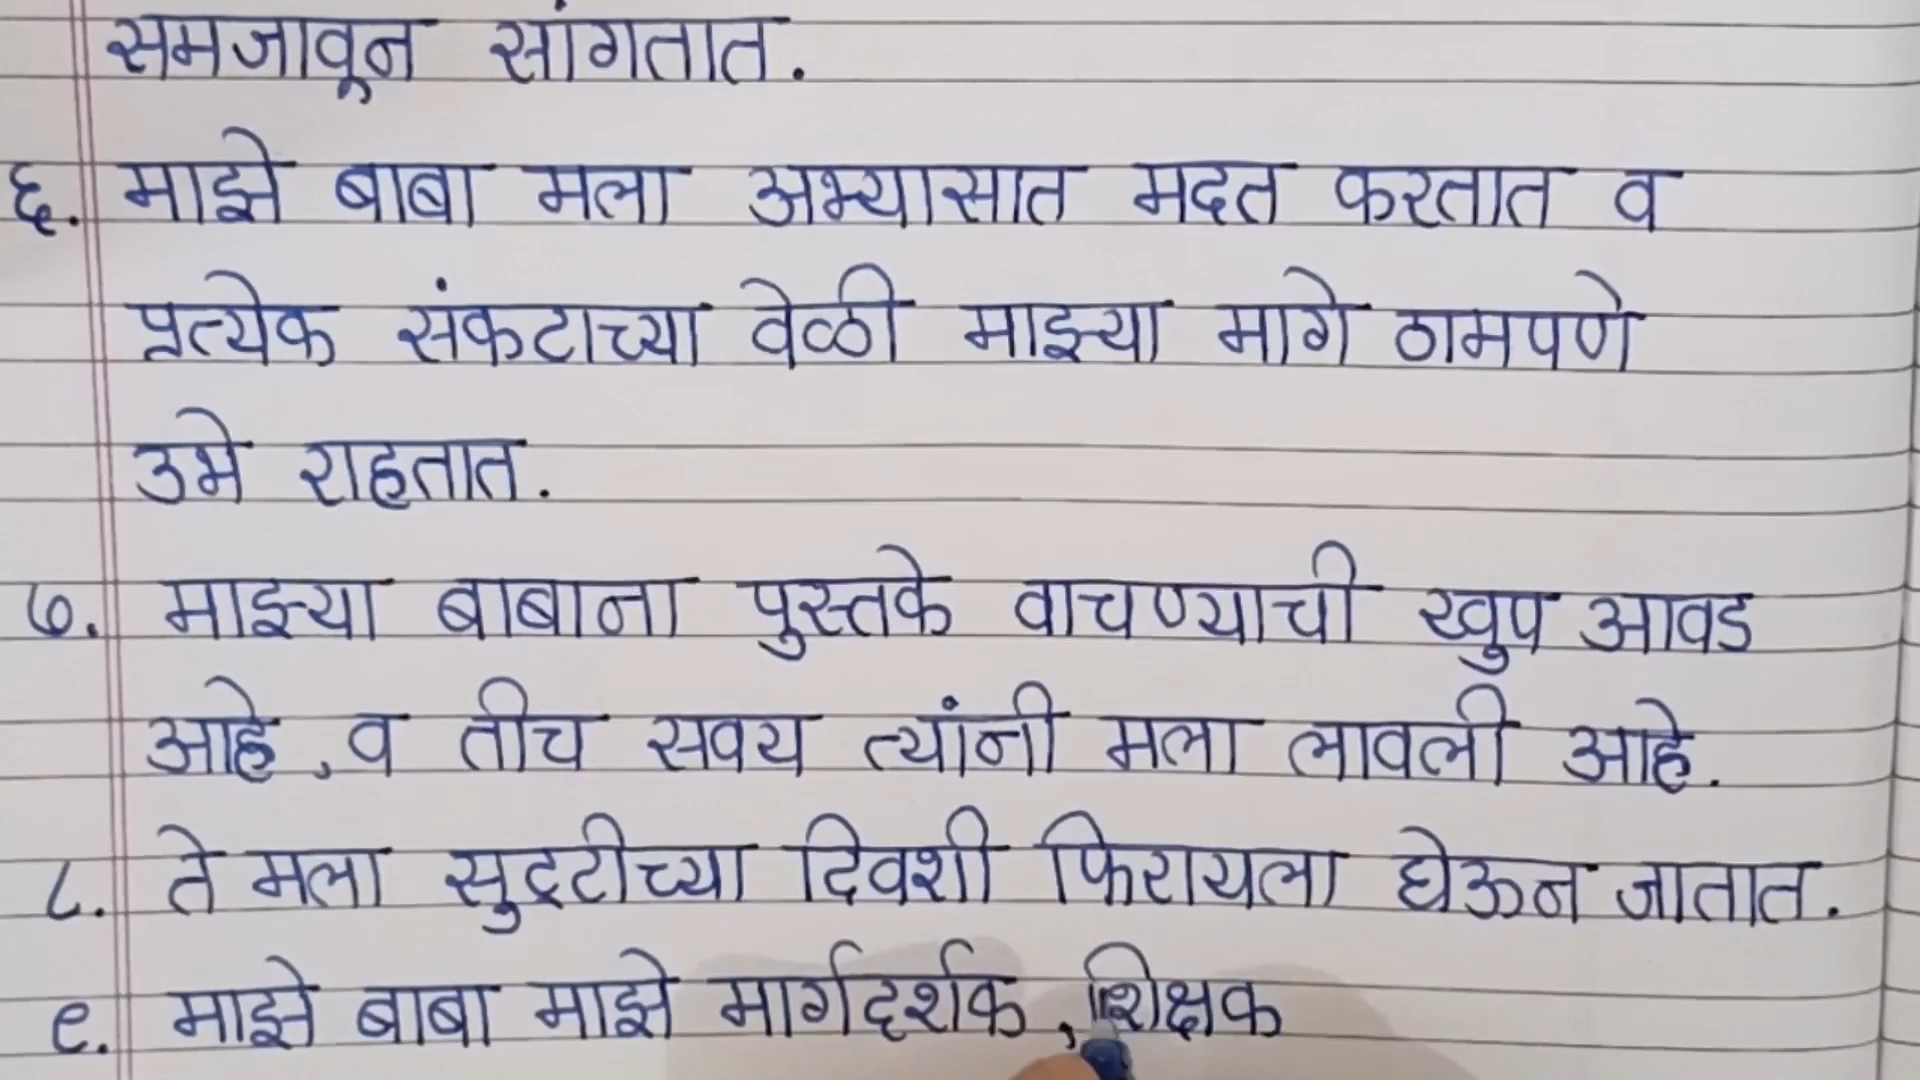 समजावून सांगतात.
६. माझे बाबा मला अभ्यासात मदत करतात व
प्रत्येक संकटाच्या वेळी माझ्या मागे ठामपणे
उभे राहतात.
७. माझ्या बाबाना पुस्तके वाचण्याची खुप आवड
आहे, व तीच सवय त्यांनी मला लावली आहे.
८. ते मला सुट्टीच्या दिवशी फिरायला घेऊन जातात.
९. माझे बाबा माझे मार्गदर्शक, शिक्षक